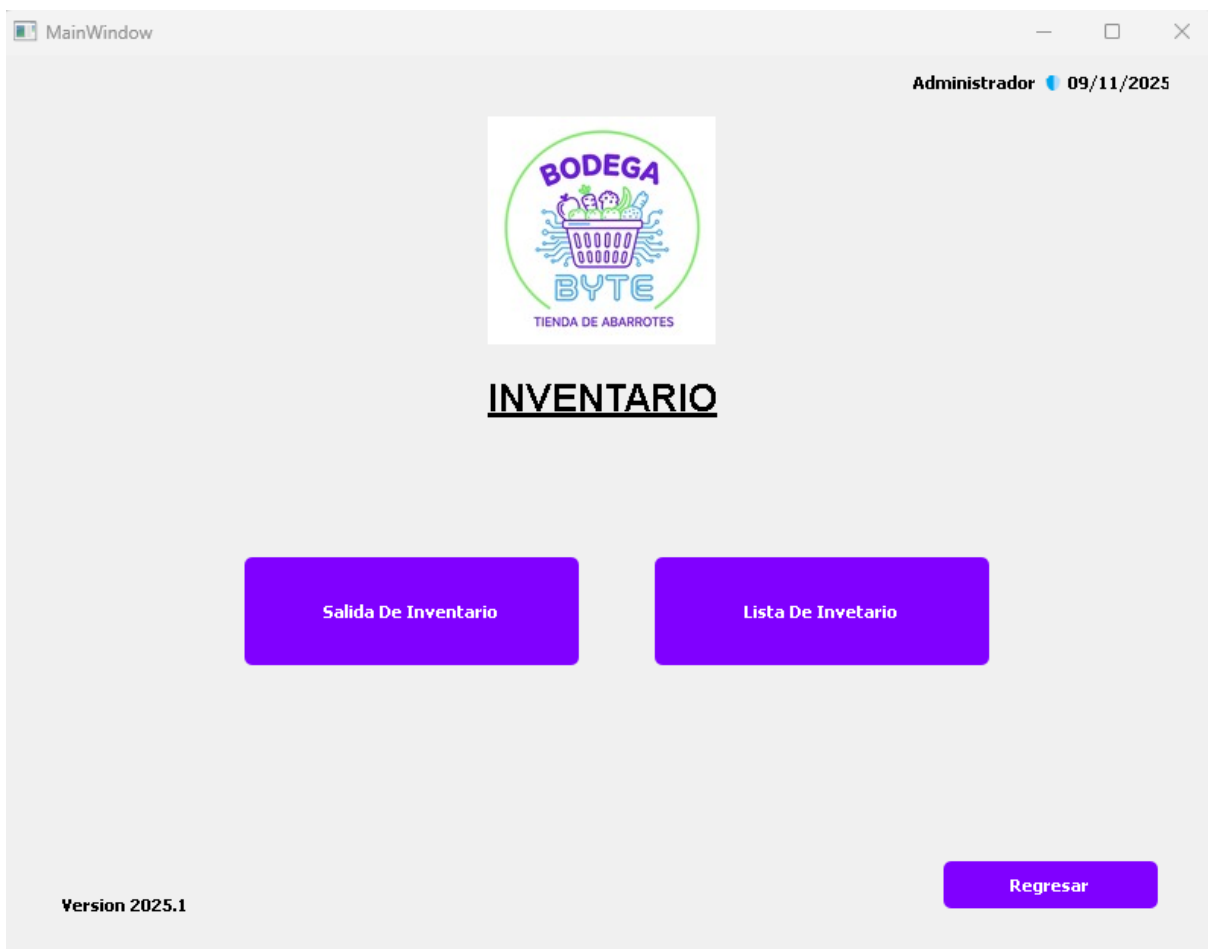 MainWindow
Administrador 09/11/2025
BODEGA
BYTE
TIENDA DE ABARROTES
INVENTARIO
Salida De Inventario
Lista De Invetario
Regresar
Version 2025.1